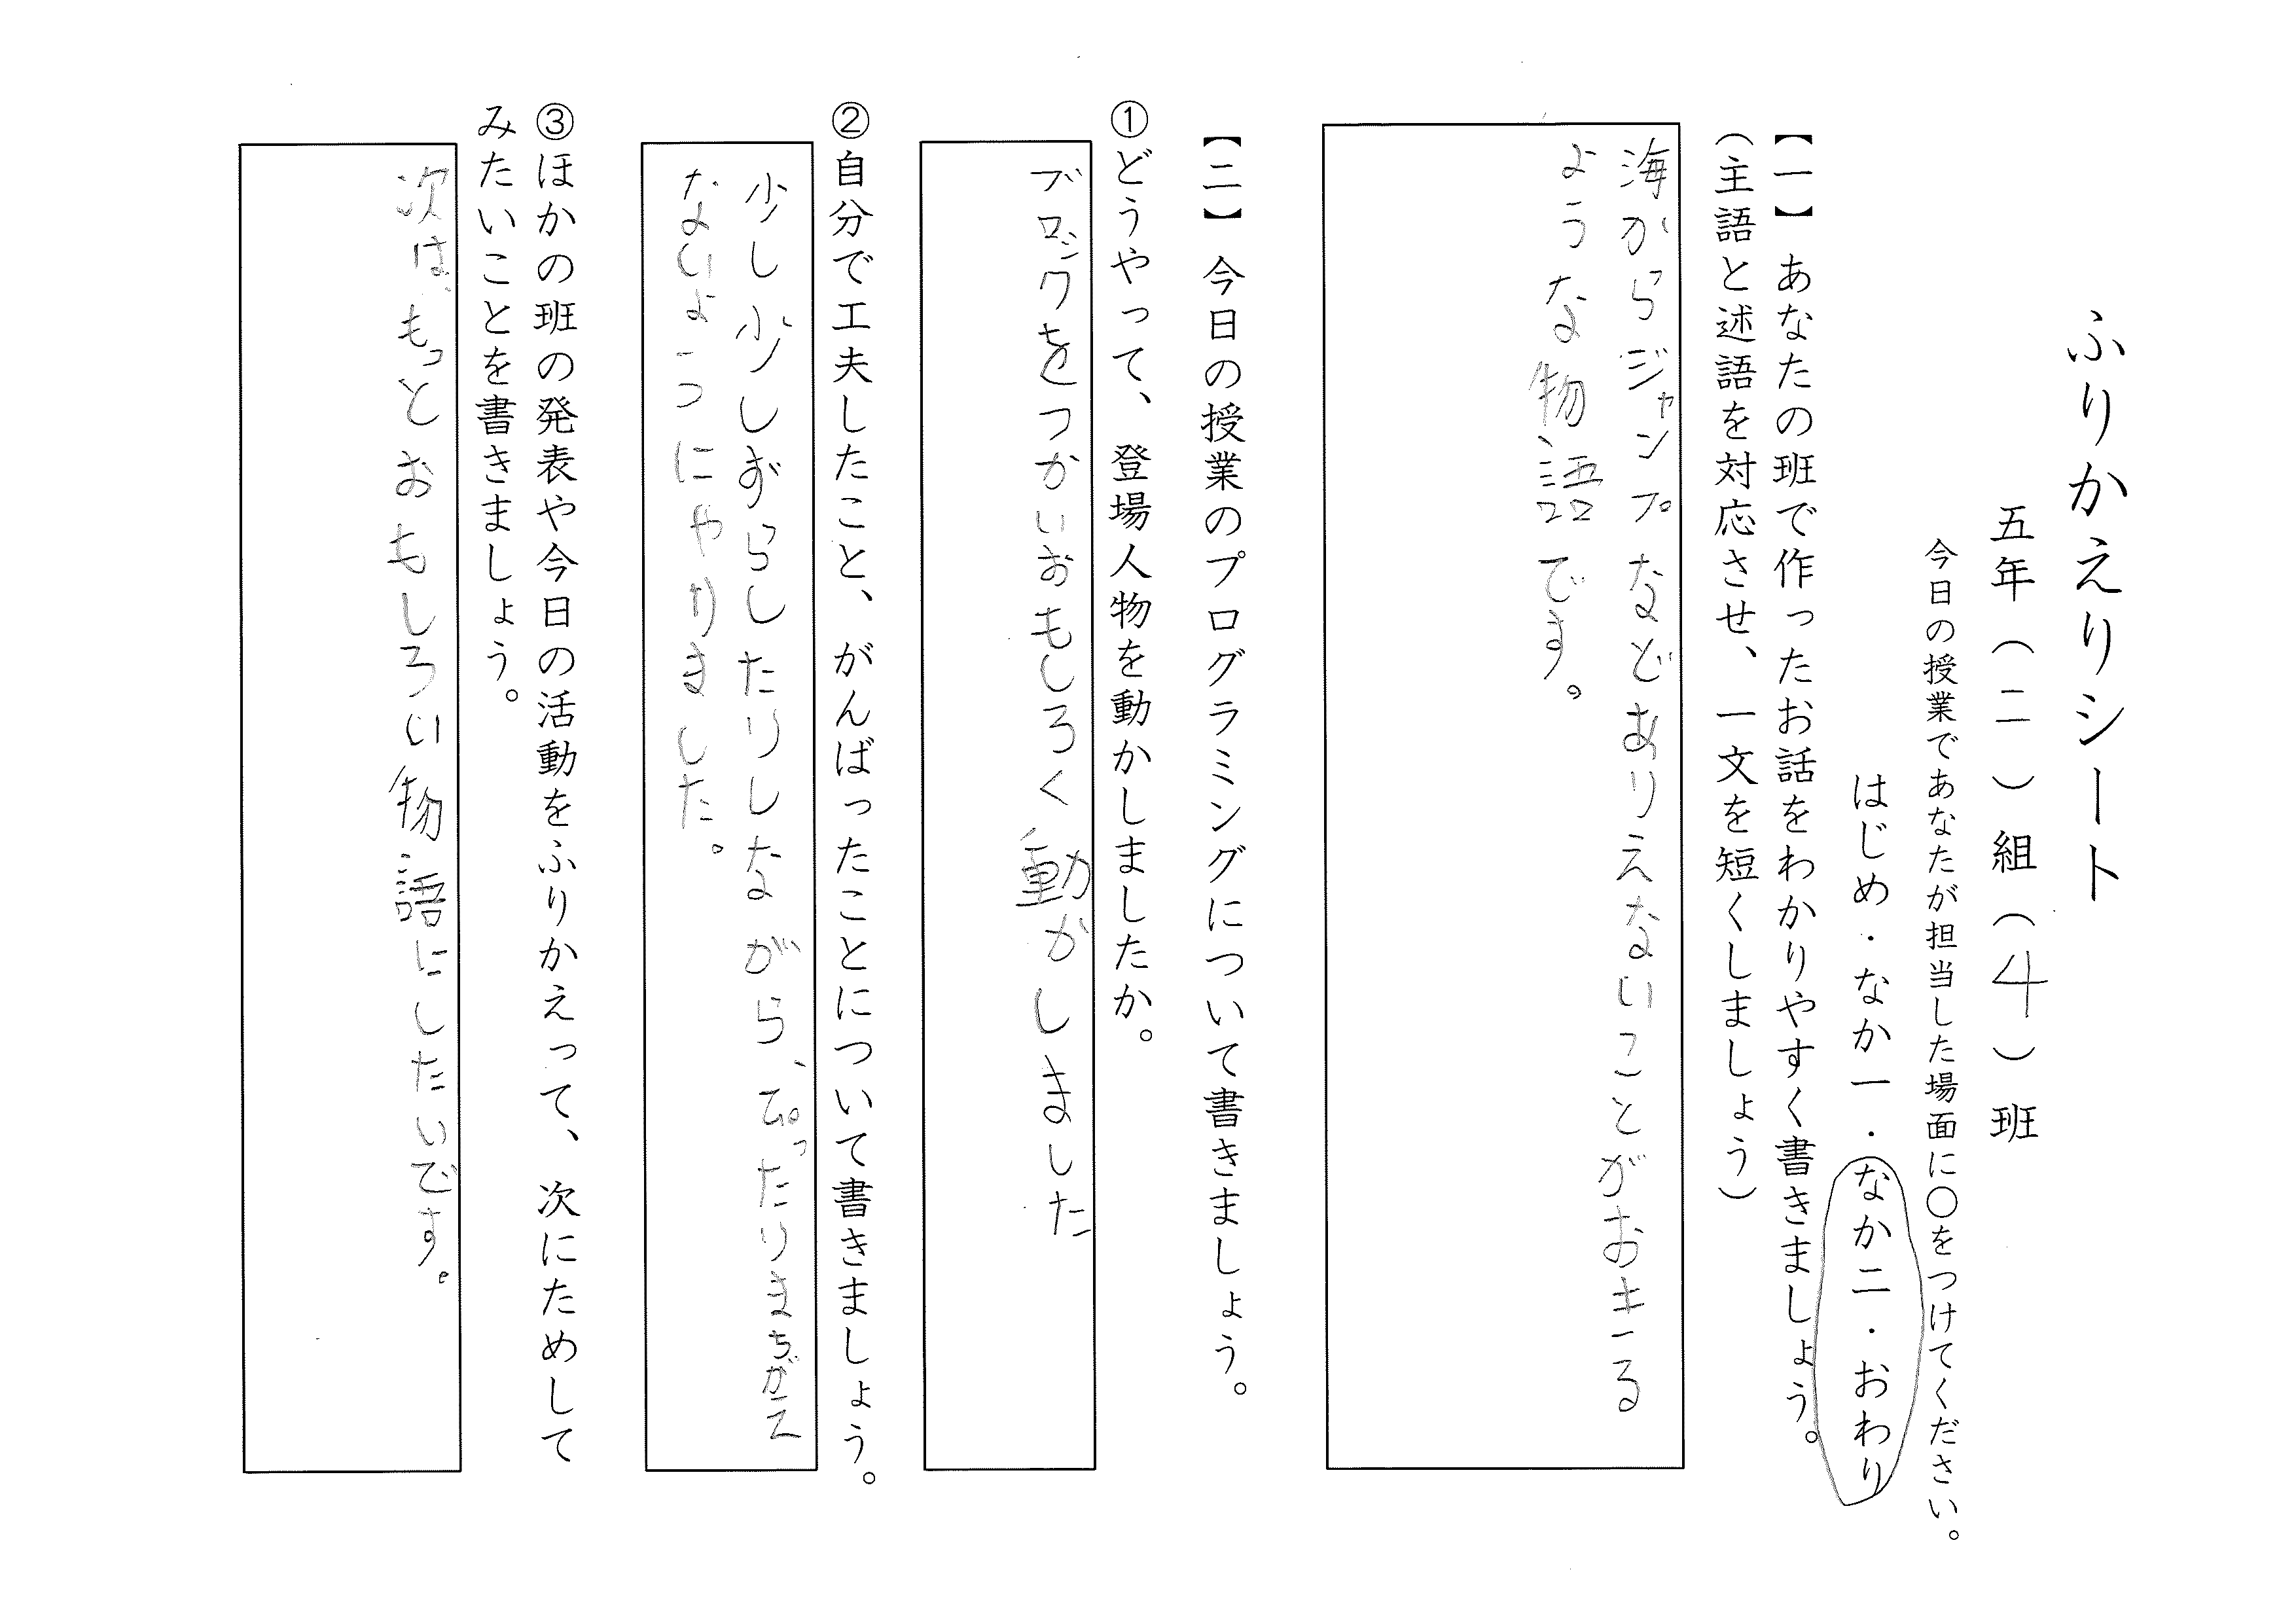 ふりかえりシート
五年（二）組（４）班
今日の授業であなたが担当した場面に〇をつけてください。
はじめ・なか一・なか二・おわり
【一】あなたの班で作ったお話をわかりやすく書きましょう。
（主語と述語を対応させ、一文を短くしましょう）
海からジャンプなどありえないことがおきる
ような物語です。
【二】今日の授業のプログラミングについて書きましょう。
①どうやって、登場人物を動かしましたか。
ブロックをつかいおもしろく動かしました
②自分で工夫したこと、がんばったことについて書きましょう。
少し少しずらしたりしながら、ぴったりまちがえ
ないよーうにやりました。
③ほかの班の発表や今日の活動をふりかえって、次にためして
みたいことを書きましょう。
次は、もっとおもしろい物語にしたいです。